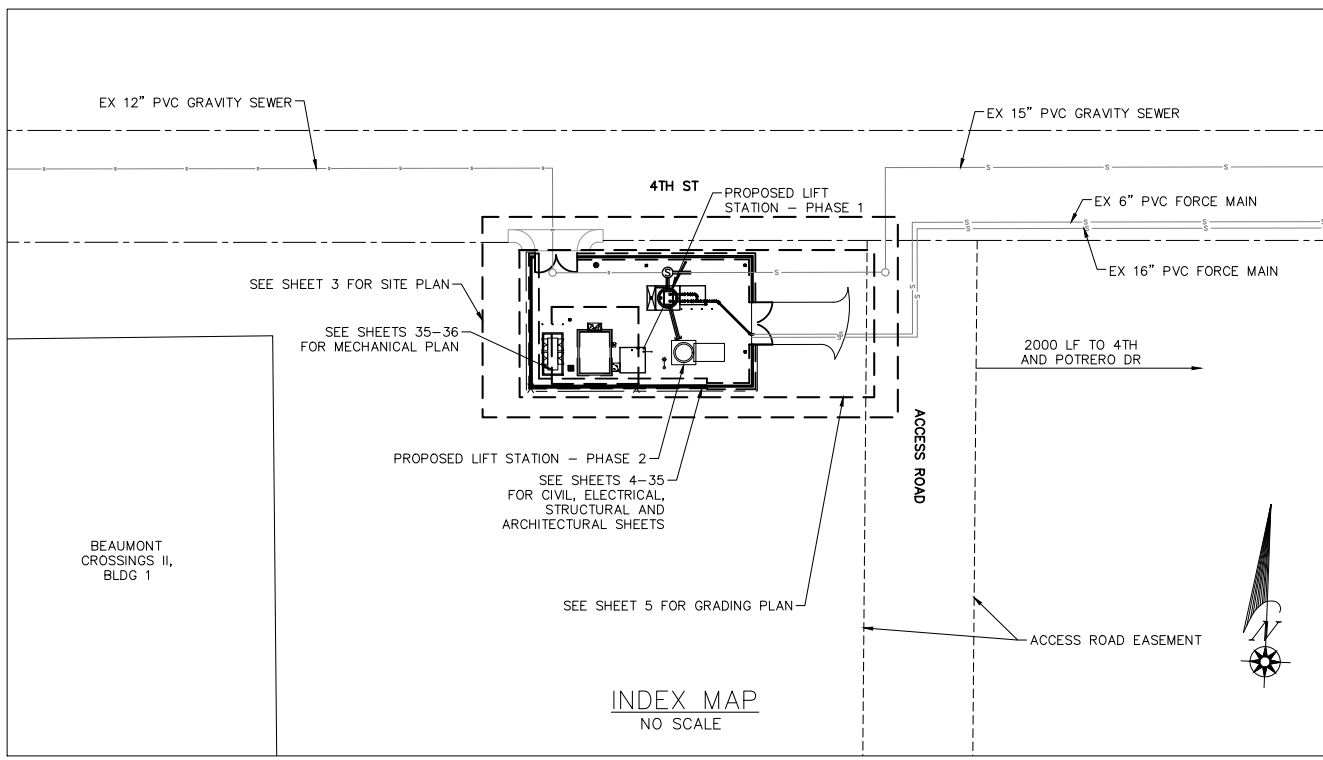 EX 12" PVC GRAVITY SEWER
EX 15" PVC GRAVITY SEWER
4TH ST
PROPOSED LIFT
STATION – PHASE 1
EX 6" PVC FORCE MAIN
EX 16" PVC FORCE MAIN
SEE SHEET 3 FOR SITE PLAN
SEE SHEETS 35–36
FOR MECHANICAL PLAN
2000 LF TO 4TH
AND POTRERO DR
ACCESS ROAD
PROPOSED LIFT STATION – PHASE 2
SEE SHEETS 4–35
FOR CIVIL, ELECTRICAL,
STRUCTURAL AND
ARCHITECTURAL SHEETS
BEAUMONT
CROSSINGS II,
BLDG 1
SEE SHEET 5 FOR GRADING PLAN
ACCESS ROAD EASEMENT
N
INDEX MAP
NO SCALE